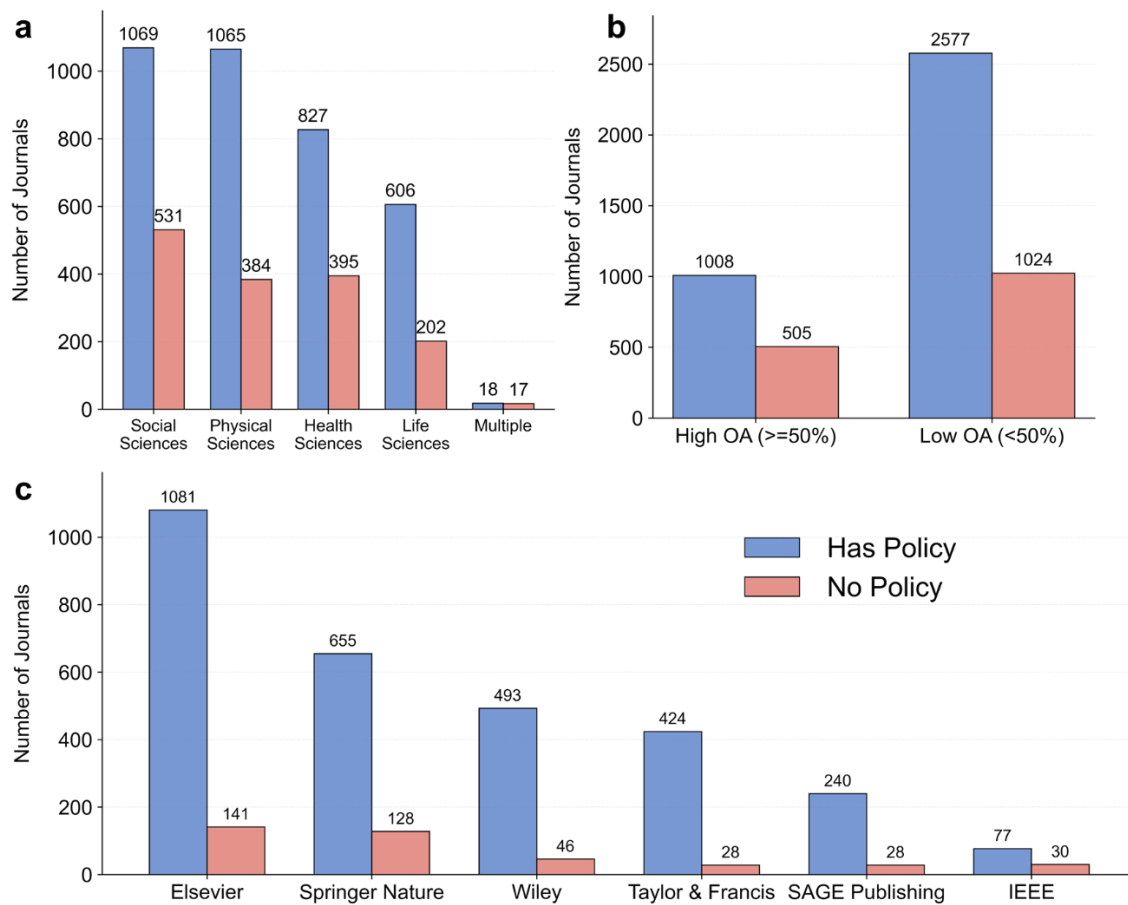 a
Number of Journals
1000
800
600
400
200
0
1069
531
1065
384
827
395
606
202
18
17
Social
Sciences
Physical
Sciences
Health
Sciences
Life
Sciences
Multiple
b
Number of Journals
2500
2000
1500
1000
500
0
1008
505
2577
1024
High OA (>=50%)
Low OA (<50%)
c
Number of Journals
1000
800
600
400
200
0
1081
141
655
128
493
46
424
28
240
28
77
30
Has Policy
No Policy
Elsevier
Springer Nature
Wiley
Taylor & Francis
SAGE Publishing
IEEE